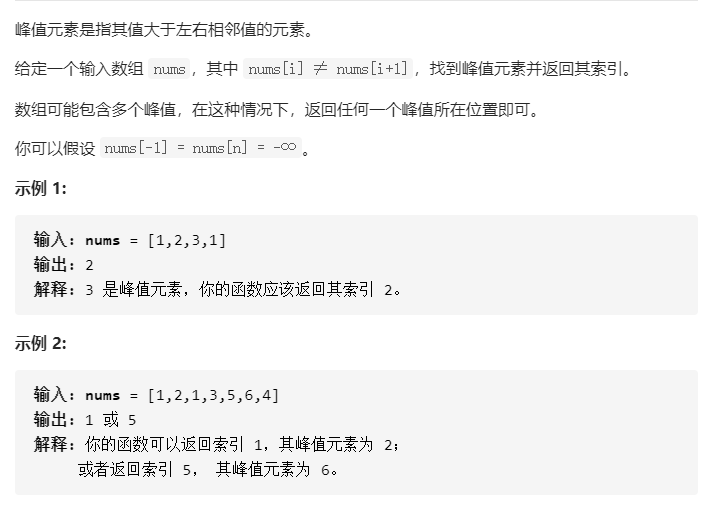 峰值元素是指其值大于左右相邻值的元素。
给定一个输入数组 nums，其中 nums[i] ≠ nums[i+1]，找到峰值元素并返回其索引。
数组可能包含多个峰值，在这种情况下，返回任何一个峰值所在位置即可。
你可以假设 nums[-1] = nums[n] = -∞。
示例 1:
输入: nums = [1,2,3,1]
输出: 2
解释: 3 是峰值元素，你的函数应该返回其索引 2。
示例 2:
输入: nums = [1,2,1,3,5,6,4]
输出: 1 或 5
解释: 你的函数可以返回索引 1，其峰值元素为 2；
或者返回索引 5， 其峰值元素为 6。